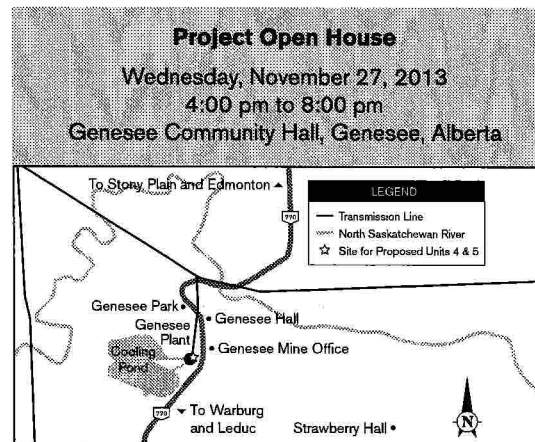 Project Open House
Wednesday, November 27, 2013
4:00 pm to 8:00 pm
Genesee Community Hall, Genesee, Alberta
To Stony Plain and Edmonton
770
LEGEND
Transmission Line
North Saskatchewan River
Site for Proposed Units 4 & 5
Genesee Park
Genesee Hall
Genesee
Plant
Cooling
Pond
Genesee Mine Office
770
To Warburg
and Leduc
Strawberry Hall
N